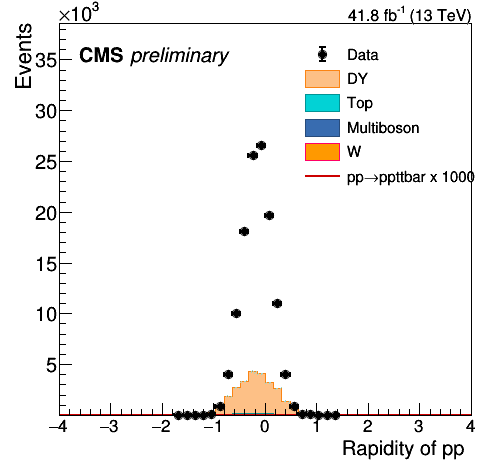 ×10³
41.8 fb⁻¹ (13 TeV)
Events
CMS preliminary
Data
DY
Top
Multiboson
W
pp→ppttbar x 1000
35
30
25
20
15
10
5
−4 −3 −2 −1 0 1 2 3 4
Rapidity of pp